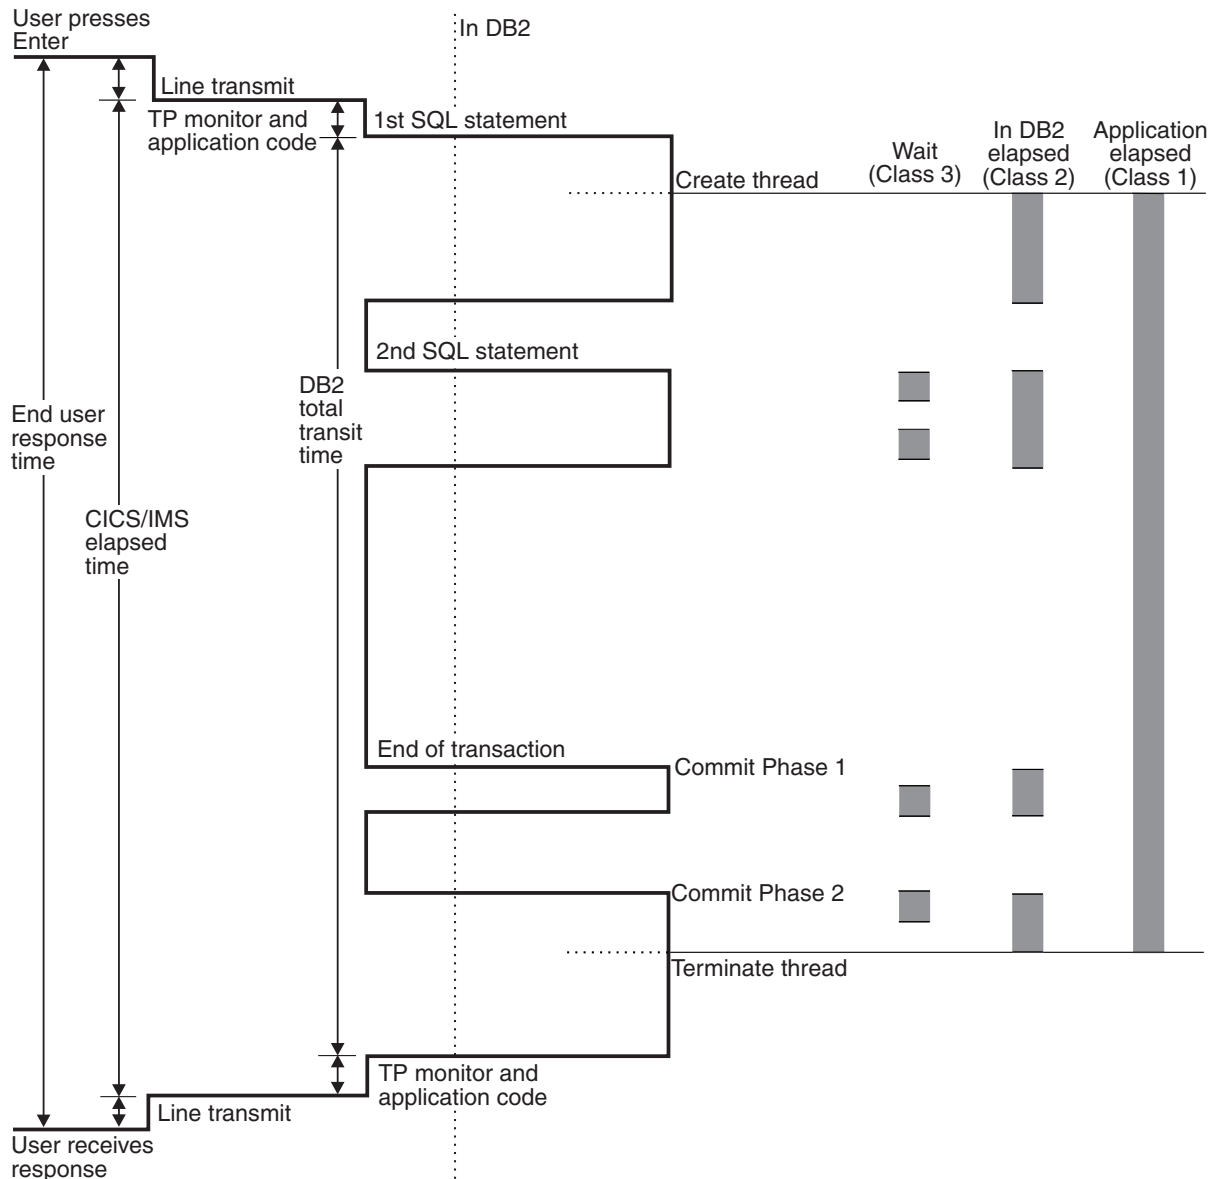 User presses
Enter
In DB2
Line transmit
TP monitor and
application code
1st SQL statement
Wait
(Class 3)
In DB2
elapsed
(Class 2)
Application
elapsed
(Class 1)
Create thread
2nd SQL statement
DB2
total
transit
time
End user
response
time
CICS/IMS
elapsed
time
End of transaction
Commit Phase 1
Commit Phase 2
Terminate thread
TP monitor and
application code
Line transmit
User receives
response